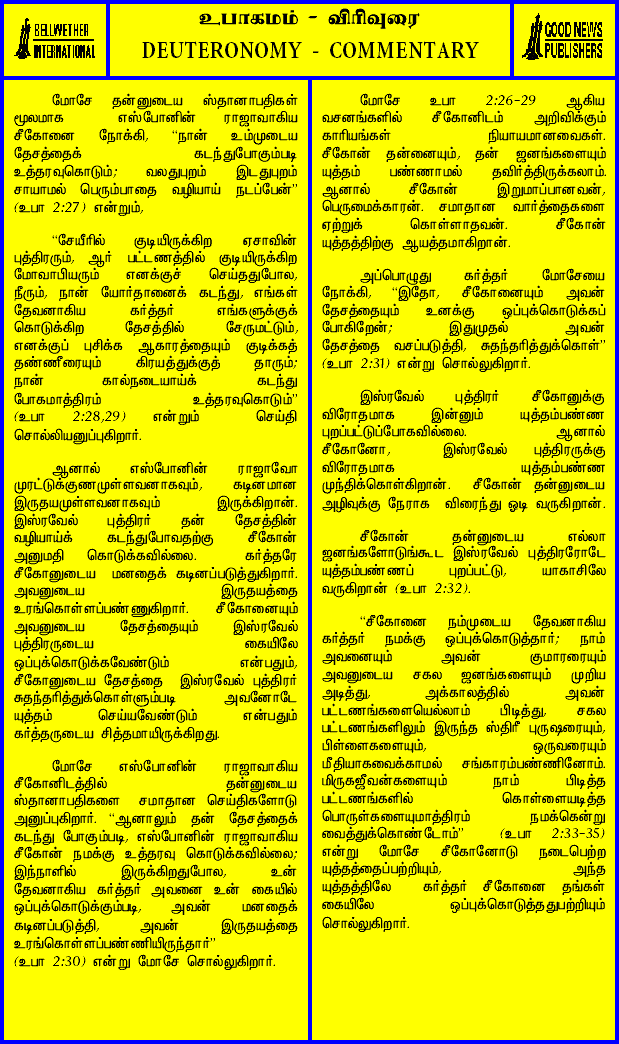 BELLWETHER
INTERNATIONAL
உபாகமம் - விரிவுரை
DEUTERONOMY - COMMENTARY
GOOD NEWS
PUBLISHERS
மோசே தன்னுடைய ஸ்தானாபதிகள்
மூலமாக எஸ்போனின் ராஜாவாகிய
சீகோனை நோக்கி, “நான் உம்முடைய
தேசத்தைக் கடந்துபோகும்படி
உத்தரவுகொடும்; வலதுபுறம் இடதுபுறம்
சாயாமல் பெரும்பாதை வழியாய் நடப்பேன்”
(உபா 2:27) என்றும்,
“சேயீரில் குடியிருக்கிற ஏசாவின்
புத்திரரும், ஆர் பட்டணத்தில் குடியிருக்கிற
மோவாபியரும் எனக்குச் செய்ததுபோல,
நீரும், நான் யோர்தானைக் கடந்து, எங்கள்
தேவனாகிய கர்த்தர் எங்களுக்குக்
கொடுக்கிற தேசத்தில் சேருமட்டும்,
எனக்குப் புசிக்க ஆகாரத்தையும் குடிக்கத்
தண்ணீரையும் கிரயத்துக்குத் தாரும்;
நான் கால்நடையாய்க் கடந்து
போகமாத்திரம் உத்தரவுகொடும்”
(உபா 2:28,29) என்றும் செய்தி
சொல்லியனுப்புகிறார்.
ஆனால் எஸ்போனின் ராஜாவோ
முரட்டுக்குணமுள்ளவனாகவும், கடினமான
இருதயமுள்ளவனாகவும் இருக்கிறான்.
இஸ்ரவேல் புத்திரர் தன் தேசத்தின்
வழியாய்க் கடந்துபோவதற்கு சீகோன்
அனுமதி கொடுக்கவில்லை. கர்த்தரே
சீகோனுடைய மனதைக் கடினப்படுத்துகிறார்.
அவனுடைய இருதயத்தை
உரங்கொள்ளப்பண்ணுகிறார். சீகோனையும்
அவனுடைய தேசத்தையும் இஸ்ரவேல்
புத்திரருடைய கையிலே
ஒப்புக்கொடுக்கவேண்டும் என்பதும்,
சீகோனுடைய தேசத்தை இஸ்ரவேல் புத்திரர்
சுதந்தரித்துக்கொள்ளும்படி அவனோடே
யுத்தம் செய்யவேண்டும் என்பதும்
கர்த்தருடைய சித்தமாயிருக்கிறது.
மோசே எஸ்போனின் ராஜாவாகிய
சீகோனிடத்தில் தன்னுடைய
ஸ்தானாபதிகளை சமாதான செய்திகளோடு
அனுப்புகிறார். “ஆனாலும் தன் தேசத்தைக்
கடந்து போகும்படி, எஸ்போனின் ராஜாவாகிய
சீகோன் நமக்கு உத்தரவு கொடுக்கவில்லை;
இந்நாளில் இருக்கிறதுபோல, உன்
தேவனாகிய கர்த்தர் அவனை உன் கையில்
ஒப்புக்கொடுக்கும்படி, அவன் மனதைக்
கடினப்படுத்தி, அவன் இருதயத்தை
உரங்கொள்ளப்பண்ணியிருந்தார்”
(உபா 2:30) என்று மோசே சொல்லுகிறார்.
மோசே உபா 2:26-29 ஆகிய
வசனங்களில் சீகோனிடம் அறிவிக்கும்
காரியங்கள் நியாயமானவைகள்.
சீகோன் தன்னையும், தன் ஜனங்களையும்
யுத்தம் பண்ணாமல் தவிர்த்திருக்கலாம்.
ஆனால் சீகோன் இறுமாப்பானவன்,
பெருமைக்காரன். சமாதான வார்த்தைகளை
ஏற்றுக் கொள்ளாதவன். சீகோன்
யுத்தத்திற்கு ஆயத்தமாகிறான்.
அப்பொழுது கர்த்தர் மோசேயை
நோக்கி, “இதோ, சீகோனையும் அவன்
தேசத்தையும் உனக்கு ஒப்புக்கொடுக்கப்
போகிறேன்; இதுமுதல் அவன்
தேசத்தை வசப்படுத்தி, சுதந்தரித்துக்கொள்”
(உபா 2:31) என்று சொல்லுகிறார்.
இஸ்ரவேல் புத்திரர் சீகோனுக்கு
விரோதமாக இன்னும் யுத்தம்பண்ண
புறப்பட்டுப்போகவில்லை. ஆனால்
சீகோனோ, இஸ்ரவேல் புத்திரருக்கு
விரோதமாக யுத்தம்பண்ண
முந்திக்கொள்கிறான். சீகோன் தன்னுடைய
அழிவுக்கு நேராக விரைந்து ஓடி வருகிறான்.
சீகோன் தன்னுடைய எல்லா
ஜனங்களோடுங்கூட இஸ்ரவேல் புத்திரரோடே
யுத்தம்பண்ணப் புறப்பட்டு, யாகாசிலே
வருகிறான் (உபா 2:32).
“சீகோனை நம்முடைய தேவனாகிய
கர்த்தர் நமக்கு ஒப்புக்கொடுத்தார்; நாம்
அவனையும் அவன் குமாரரையும்
அவனுடைய சகல ஜனங்களையும் முறிய
அடித்து, அக்காலத்தில் அவன்
பட்டணங்களையெல்லாம் பிடித்து, சகல
பட்டணங்களிலும் இருந்த ஸ்திரீ புருஷரையும்,
பிள்ளைகளையும், ஒருவரையும்
மீதியாகவைக்காமல் சங்காரம்பண்ணினோம்.
மிருகஜீவன்களையும் நாம் பிடித்த
பட்டணங்களில் கொள்ளையடித்த
பொருள்களையுமாத்திரம் நமக்கென்று
வைத்துக்கொண்டோம்” (உபா 2:33-35)
என்று மோசே சீகோனோடு நடைபெற்ற
யுத்தத்தைப்பற்றியும், அந்த
யுத்தத்திலே கர்த்தர் சீகோனை தங்கள்
கையிலே ஒப்புக்கொடுத்ததுபற்றியும்
சொல்லுகிறார்.